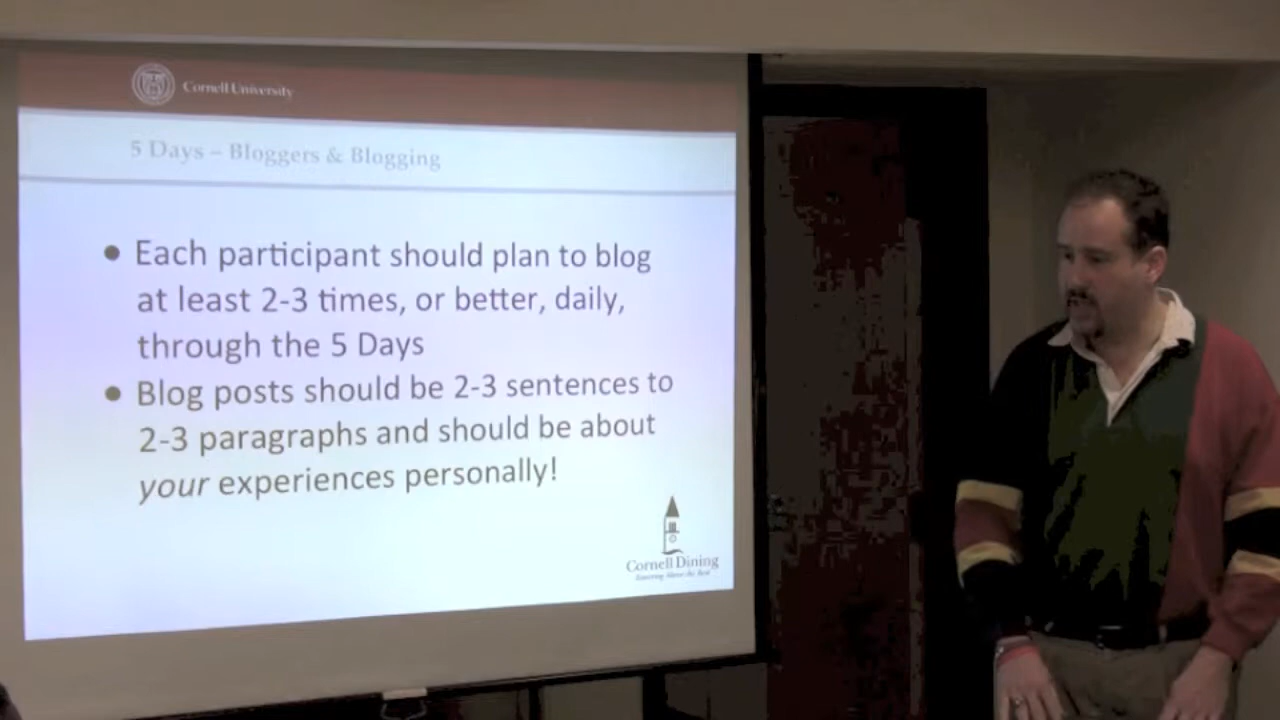 Cornell University
5 Days – Bloggers & Blogging
● Each participant should plan to blog
at least 2-3 times, or better, daily,
through the 5 Days
● Blog posts should be 2-3 sentences to
2-3 paragraphs and should be about
your experiences personally!
Cornell Dining